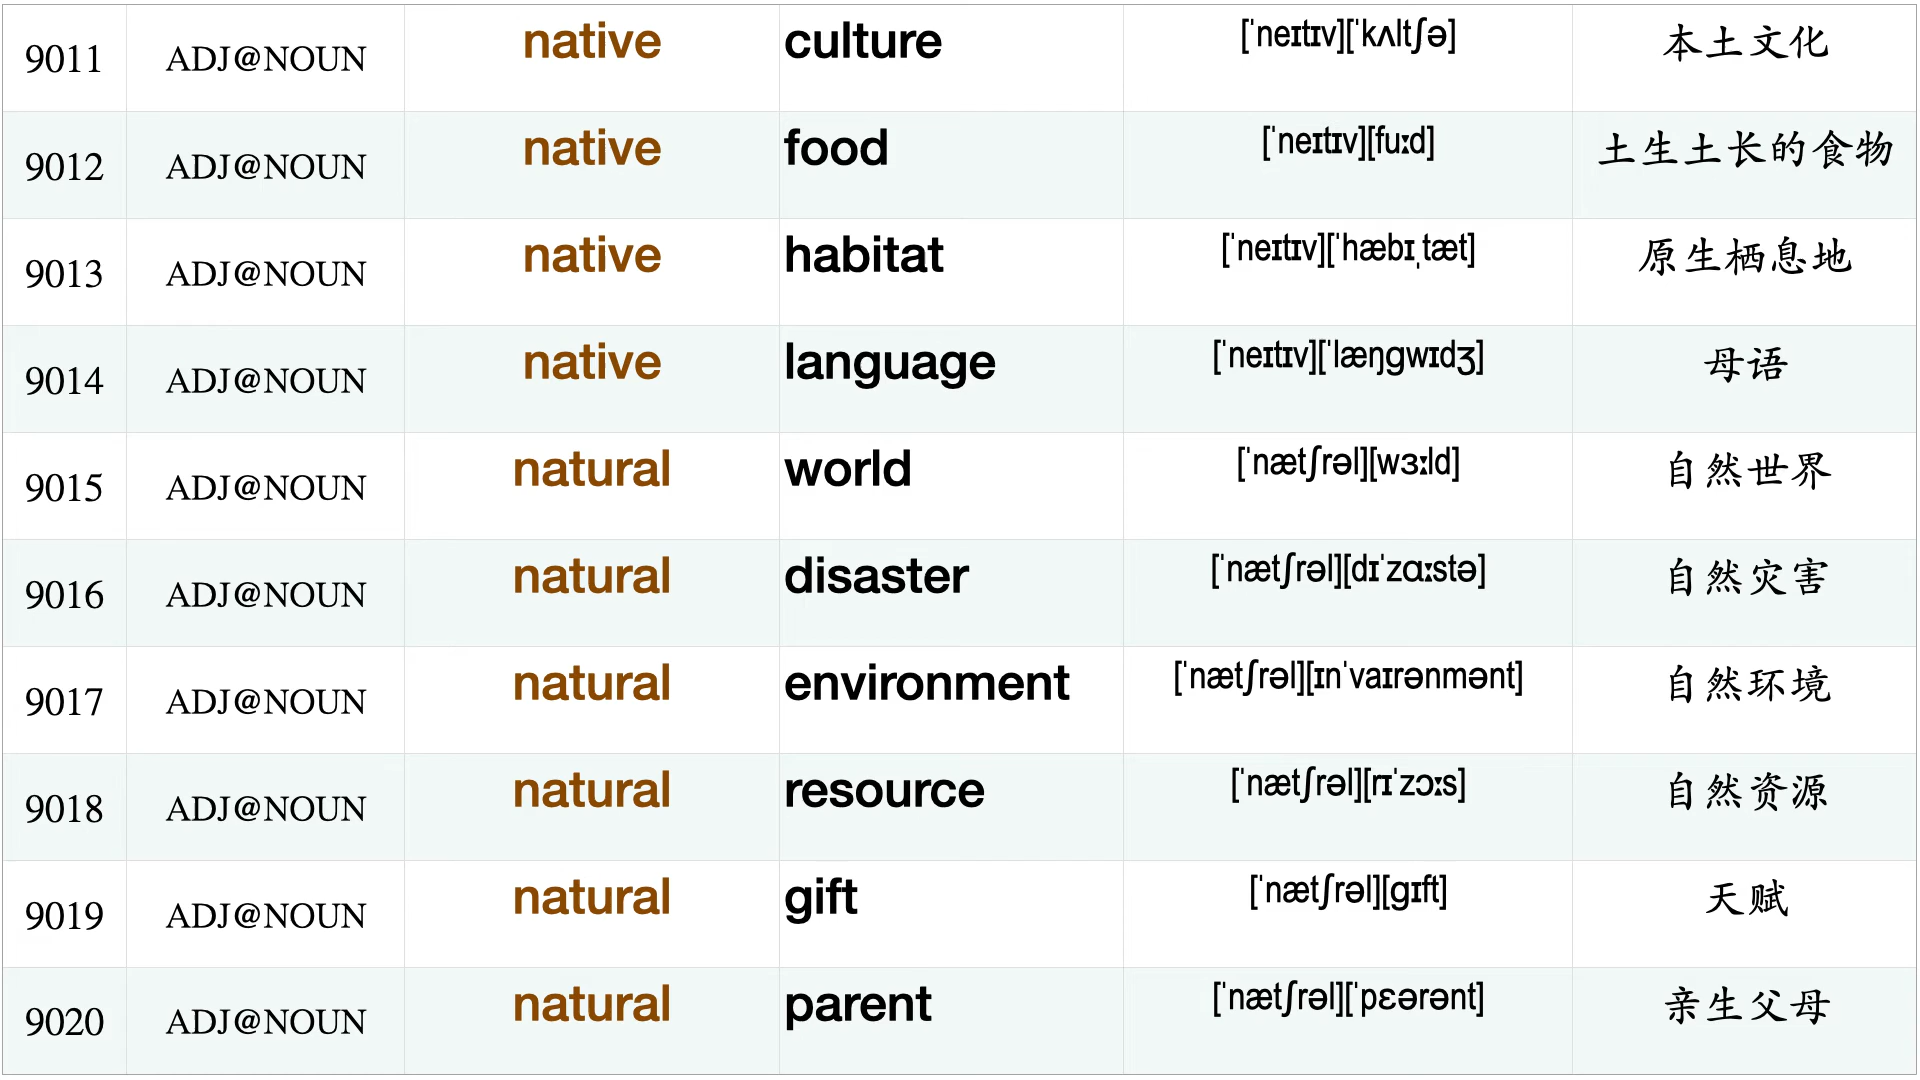 9011 ADJ@NOUN native culture [ˈneɪtɪv][ˈkʌltʃə] 本土文化
9012 ADJ@NOUN native food [ˈneɪtɪv][fuːd] 土生土长的食物
9013 ADJ@NOUN native habitat [ˈneɪtɪv][ˈhæbɪˌtæt] 原生栖息地
9014 ADJ@NOUN native language [ˈneɪtɪv][ˈlæŋgwɪdʒ] 母语
9015 ADJ@NOUN natural world [ˈnætʃrəl][wɜːld] 自然世界
9016 ADJ@NOUN natural disaster [ˈnætʃrəl][dɪˈzɑːstə] 自然灾害
9017 ADJ@NOUN natural environment [ˈnætʃrəl][ɪnˈvaɪrənmənt] 自然环境
9018 ADJ@NOUN natural resource [ˈnætʃrəl][rɪˈzɔːs] 自然资源
9019 ADJ@NOUN natural gift [ˈnætʃrəl][gɪft] 天赋
9020 ADJ@NOUN natural parent [ˈnætʃrəl][ˈpɛərənt] 亲生父母